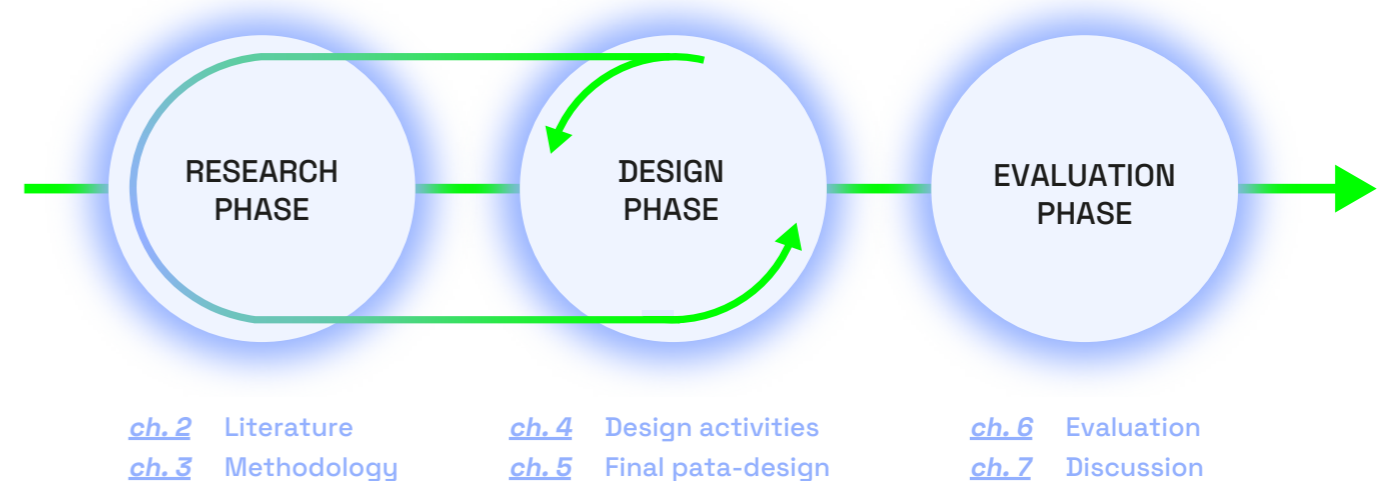 RESEARCH
PHASE
DESIGN
PHASE
EVALUATION
PHASE
ch. 2 Literature
ch. 3 Methodology
ch. 4 Design activities
ch. 5 Final pata-design
ch. 6 Evaluation
ch. 7 Discussion